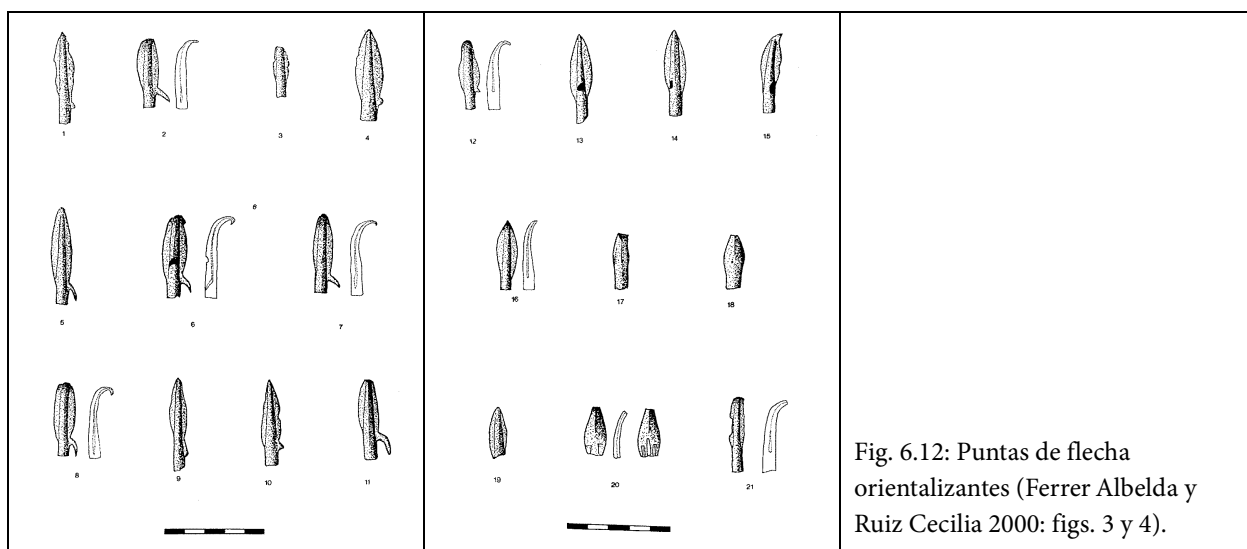 1 2 3 4
8
5 6 7
8 9 10 11
12 13 14 15
16 17 18
19 20 21
Fig. 6.12: Puntas de flecha
orientalizantes (Ferrer Albelda y
Ruiz Cecilia 2000: figs. 3 y 4).